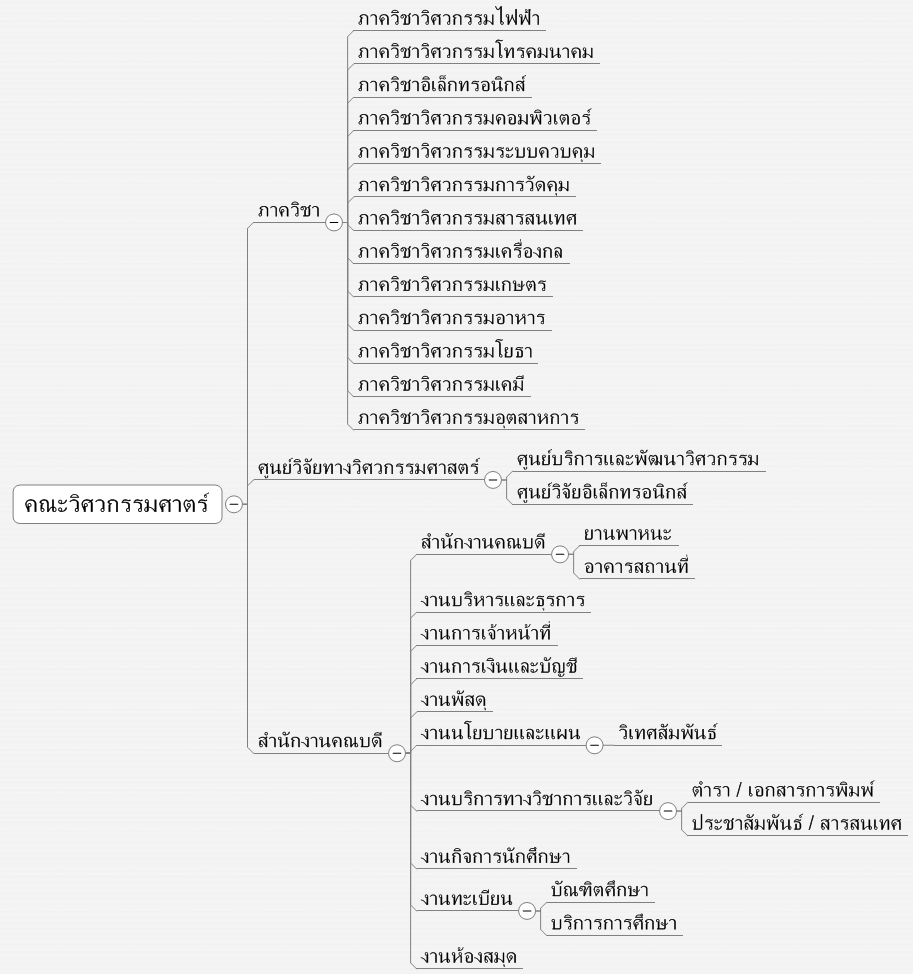 คณะวิศวกรรมศาตร์
ภาควิชา
ภาควิชาวิศวกรรมไฟฟ้า
ภาควิชาวิศวกรรมโทรคมนาคม
ภาควิชาอิเล็กทรอนิกส์
ภาควิชาวิศวกรรมคอมพิวเตอร์
ภาควิชาวิศวกรรมระบบควบคุม
ภาควิชาวิศวกรรมการวัดคุม
ภาควิชาวิศวกรรมสารสนเทศ
ภาควิชาวิศวกรรมเครื่องกล
ภาควิชาวิศวกรรมเกษตร
ภาควิชาวิศวกรรมอาหาร
ภาควิชาวิศวกรรมโยธา
ภาควิชาวิศวกรรมเคมี
ภาควิชาวิศวกรรมอุตสาหการ
ศูนย์วิจัยทางวิศวกรรมศาสตร์
ศูนย์บริการและพัฒนาวิศวกรรม
ศูนย์วิจัยอิเล็กทรอนิกส์
สำนักงานคณบดี
สำนักงานคณบดี
ยานพาหนะ
อาคารสถานที่
งานบริหารและธุรการ
งานการเจ้าหน้าที่
งานการเงินและบัญชี
งานพัสดุ
งานนโยบายและแผน
วิเทศสัมพันธ์
งานบริการทางวิชาการและวิจัย
ตำรา / เอกสารการพิมพ์
ประชาสัมพันธ์ / สารสนเทศ
งานกิจการนักศึกษา
งานทะเบียน
บัณฑิตศึกษา
บริการการศึกษา
งานห้องสมุด